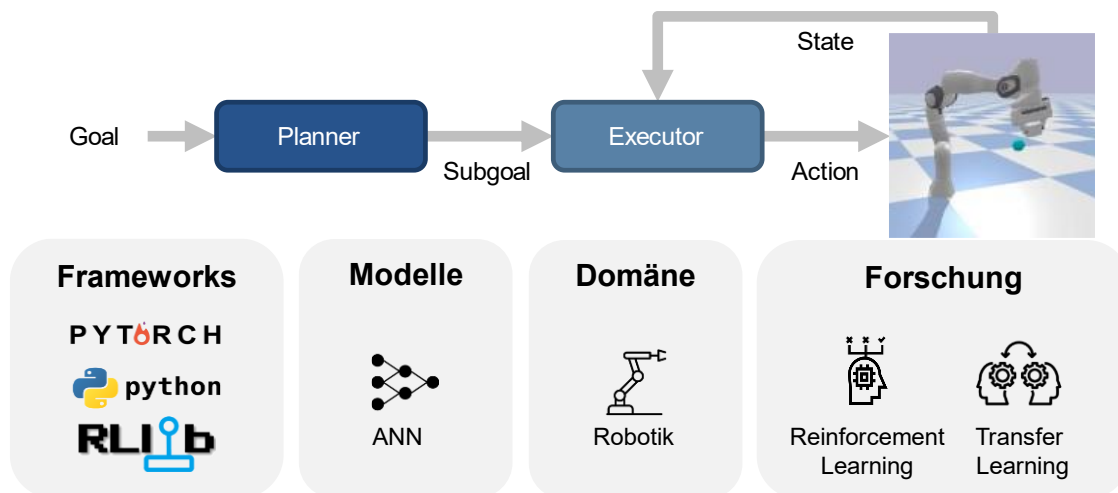 State
Goal
Planner
Executor
Subgoal
Action
Frameworks
PYTORCH
python
RLlib
Modelle
ANN
Domäne
Robotik
Forschung
Reinforcement
Learning
Transfer
Learning